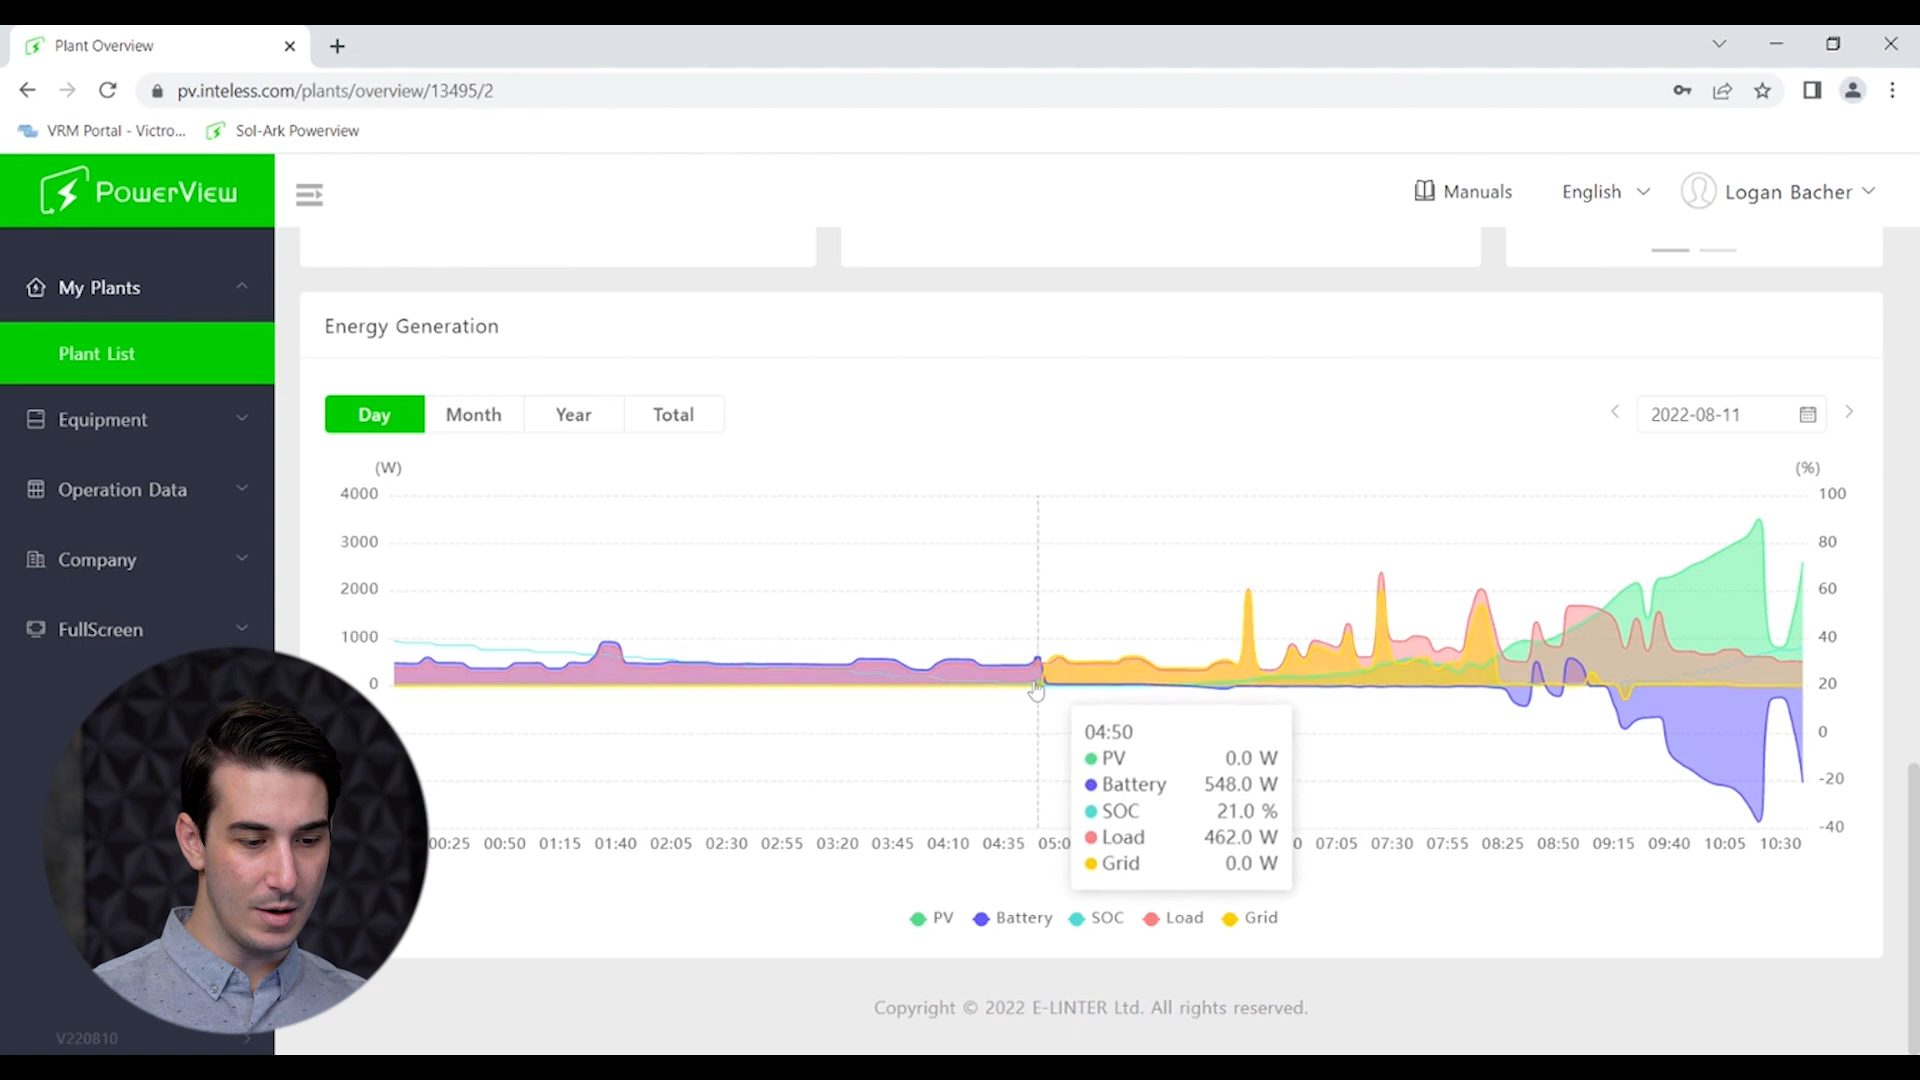 Plant Overview
pv.inteless.com/plants/overview/13495/2
VRM Portal - Victro...
Sol-Ark Powerview
PowerView
Manuals
English
Logan Bacher
My Plants
Plant List
Equipment
Operation Data
Company
FullScreen
V220810
Energy Generation
Day
Month
Year
Total
2022-08-11
(W)
(%)
4000
3000
2000
1000
0
100
80
60
40
20
0
-20
-40
00:25 00:50 01:15 01:40 02:05 02:30 02:55 03:20 03:45 04:10 04:35 05:0
0 07:05 07:30 07:55 08:25 08:50 09:15 09:40 10:05 10:30
04:50
PV 0.0 W
Battery 548.0 W
SOC 21.0 %
Load 462.0 W
Grid 0.0 W
PV Battery SOC Load Grid
Copyright © 2022 E-LINTER Ltd. All rights reserved.